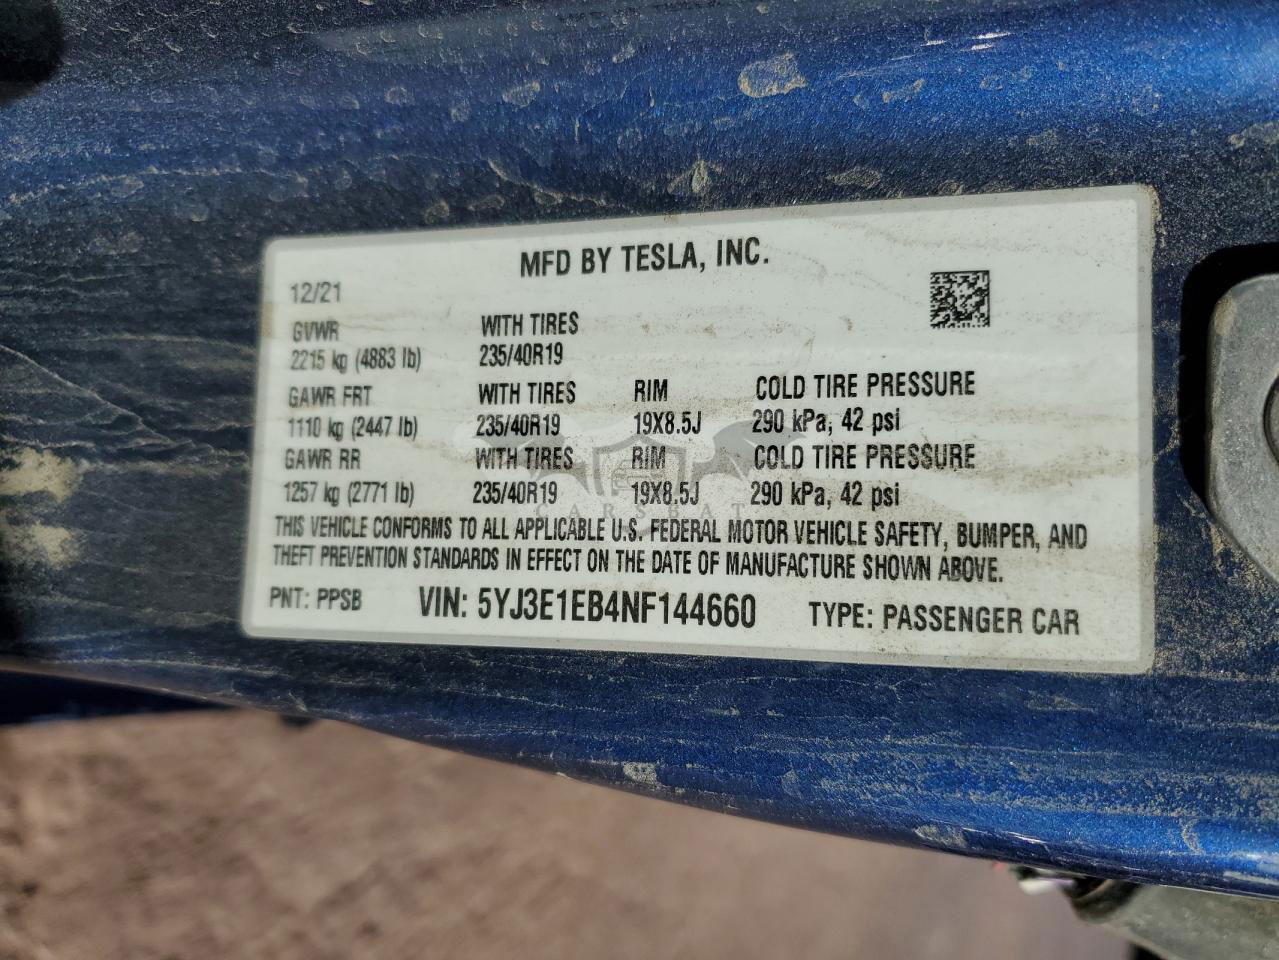 MFD BY TESLA, INC.
12/21
GVWR WITH TIRES
2215 kg (4883 lb) 235/40R19
GAWR FRT WITH TIRES RIM COLD TIRE PRESSURE
1110 kg (2447 lb) 235/40R19 19X8.5J 290 kPa, 42 psi
GAWR RR WITH TIRES RIM COLD TIRE PRESSURE
1257 kg (2771 lb) 235/40R19 19X8.5J 290 kPa, 42 psi
CARSBAT
THIS VEHICLE CONFORMS TO ALL APPLICABLE U.S. FEDERAL MOTOR VEHICLE SAFETY, BUMPER, AND
THEFT PREVENTION STANDARDS IN EFFECT ON THE DATE OF MANUFACTURE SHOWN ABOVE.
PNT: PPSB VIN: 5YJ3E1EB4NF144660 TYPE: PASSENGER CAR